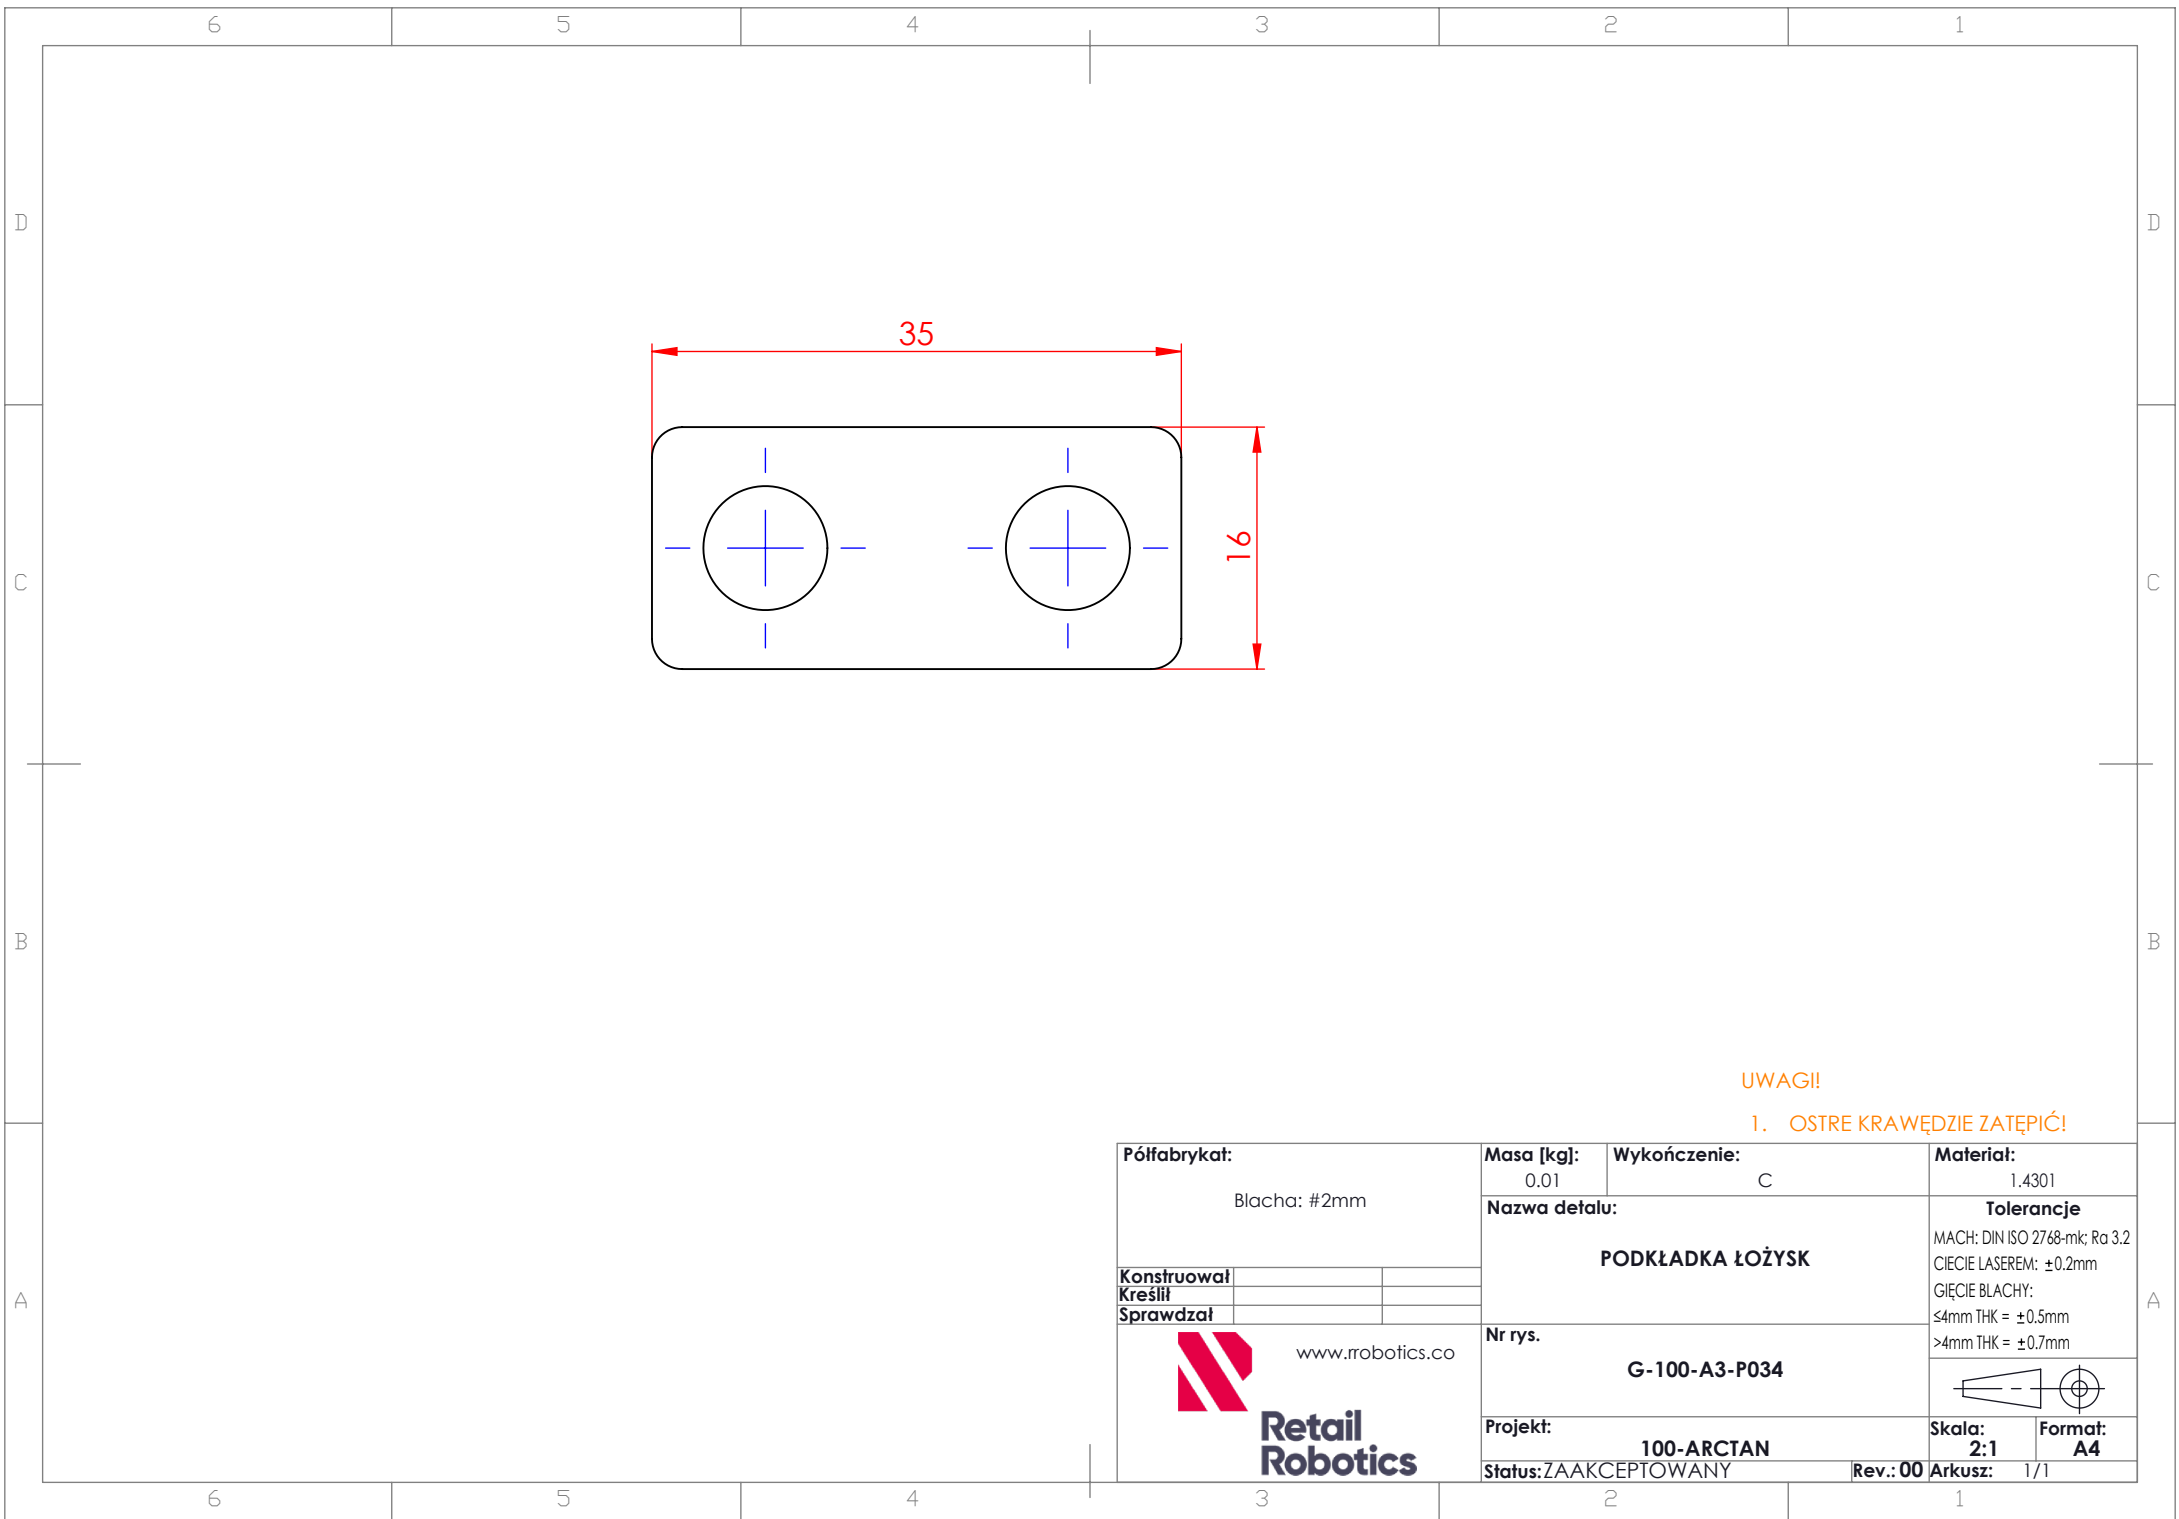 6 5 4 3 2 1
D D
35
16
C C
B B
UWAGI!
1. OSTRE KRAWĘDZIE ZATĘPIĆ!
Półfabrykat:
Blacha: #2mm
Masa [kg]:
0.01
Wykończenie:
C
Materiał:
1.4301
Nazwa detalu:
PODKŁADKA ŁOŻYSK
Tolerancje
MACH: DIN ISO 2768-mk; Ra 3.2
CIECIE LASEREM: ±0.2mm
GIĘCIE BLACHY:
≤4mm THK = ±0.5mm
>4mm THK = ±0.7mm
Konstruował
Kreślił
Sprawdzał
A A
www.rrobotics.co
Retail
Robotics
Nr rys.
G-100-A3-P034
Projekt:
100-ARCTAN
Skala:
2:1
Format:
A4
Status: ZAAKCEPTOWANY
Rev.: 00
Arkusz: 1/1
6 5 4 3 2 1